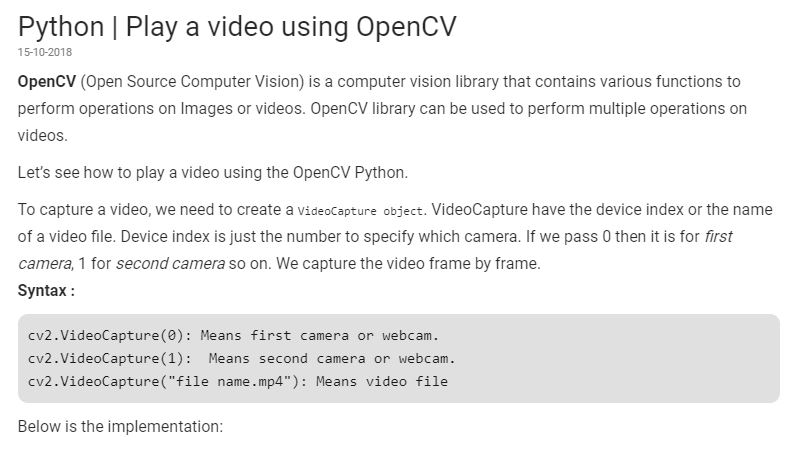 Python | Play a video using OpenCV
15-10-2018
OpenCV (Open Source Computer Vision) is a computer vision library that contains various functions to
perform operations on Images or videos. OpenCV library can be used to perform multiple operations on
videos.
Let's see how to play a video using the OpenCV Python.
To capture a video, we need to create a VideoCapture object. VideoCapture have the device index or the name
of a video file. Device index is just the number to specify which camera. If we pass 0 then it is for first
camera, 1 for second camera so on. We capture the video frame by frame.
Syntax :
cv2.VideoCapture(0): Means first camera or webcam.
cv2.VideoCapture(1):  Means second camera or webcam.
cv2.VideoCapture("file name.mp4"): Means video file
Below is the implementation: